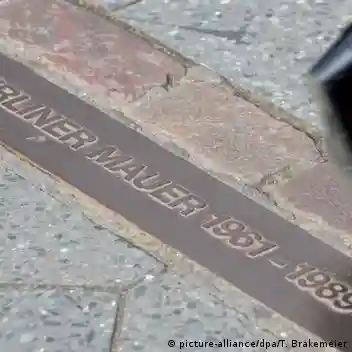 RLINER MAUER 1961 - 1989
© picture-alliance/dpa/T. Brakemeier